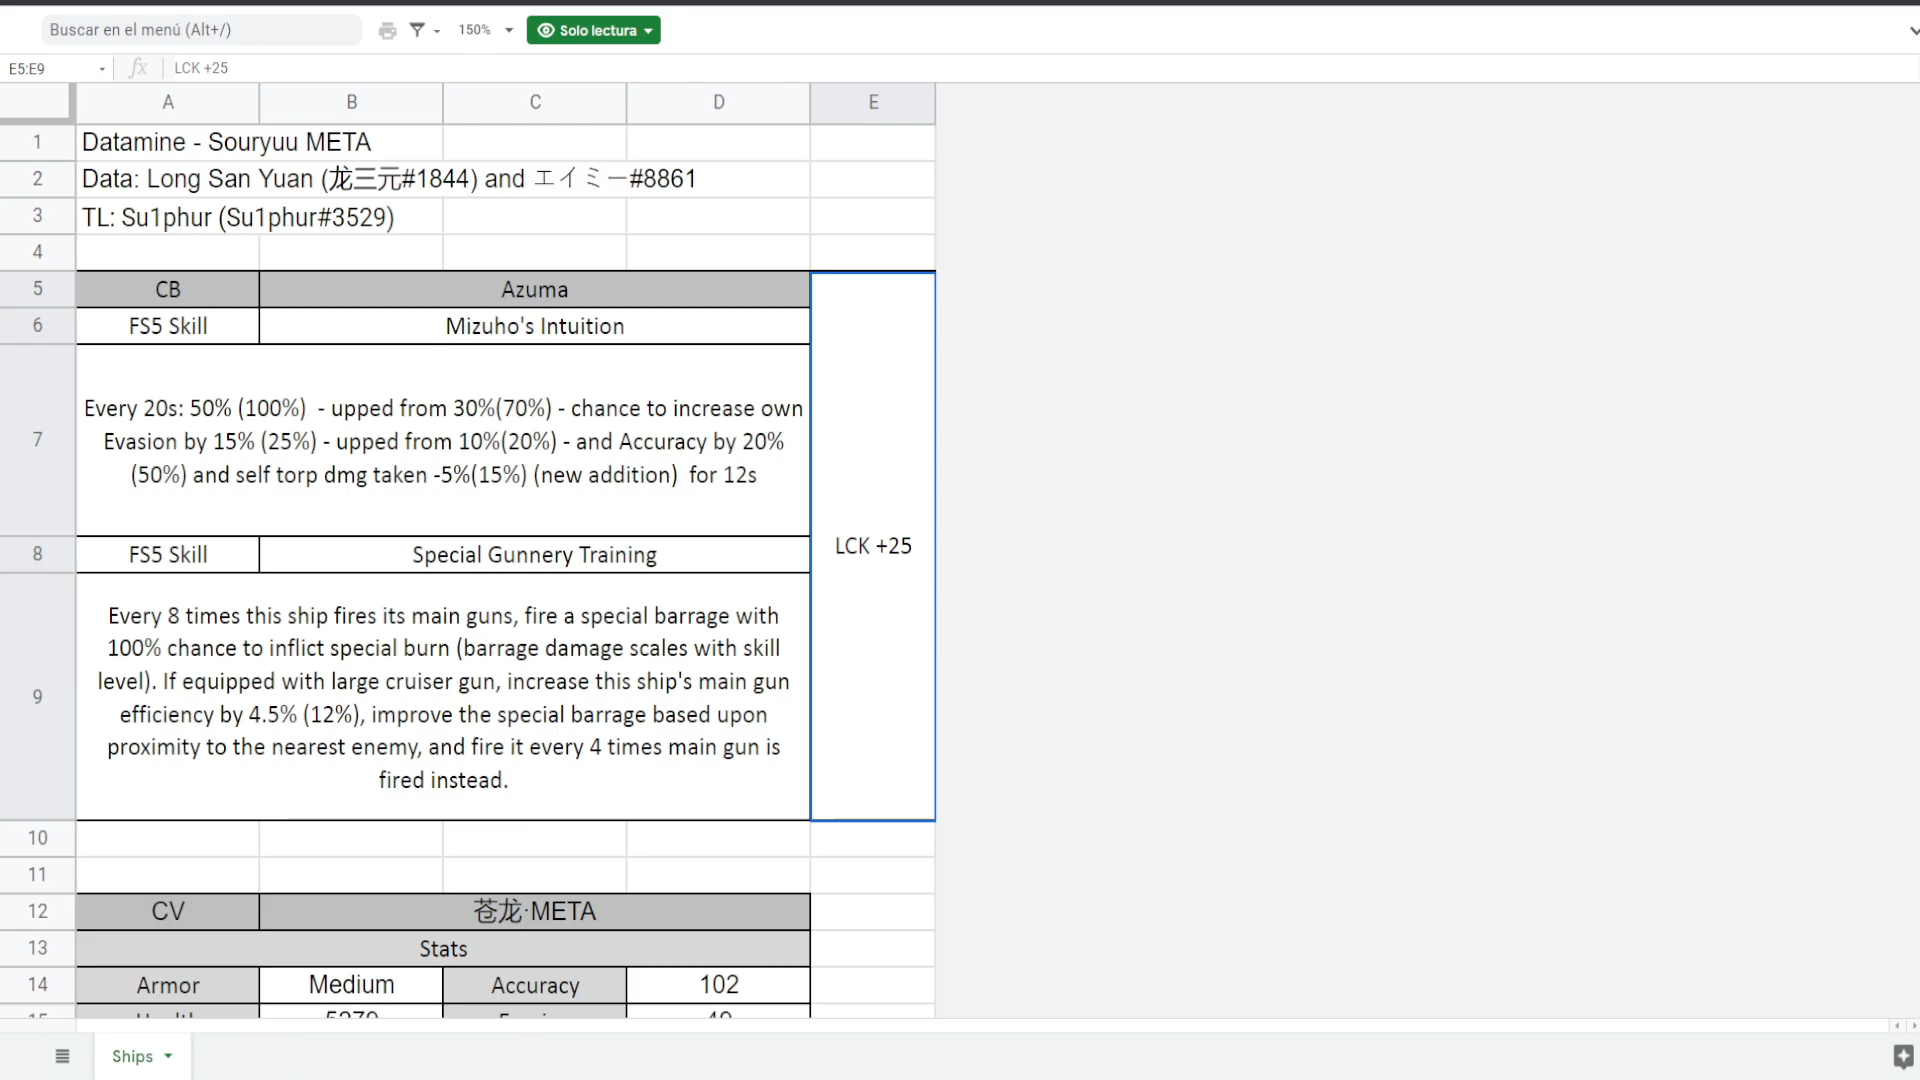 Buscar en el menú (Alt+/)
150%
Solo lectura
E5:E9
fx
LCK +25
A B C D E
1 Datamine - Souryuu META
2 Data: Long San Yuan (龙三元#1844) and エイミー#8861
3 TL: Su1phur (Su1phur#3529)
4
5 CB Azuma
6 FS5 Skill Mizuho's Intuition
7
Every 20s: 50% (100%)  - upped from 30%(70%) - chance to increase own
Evasion by 15% (25%) - upped from 10%(20%) - and Accuracy by 20%
(50%) and self torp dmg taken -5%(15%) (new addition)  for 12s
LCK +25
8 FS5 Skill Special Gunnery Training
9
Every 8 times this ship fires its main guns, fire a special barrage with
100% chance to inflict special burn (barrage damage scales with skill
level). If equipped with large cruiser gun, increase this ship's main gun
efficiency by 4.5% (12%), improve the special barrage based upon
proximity to the nearest enemy, and fire it every 4 times main gun is
fired instead.
10
11
12 CV 苍龙·META
13 Stats
14 Armor Medium Accuracy 102
Ships